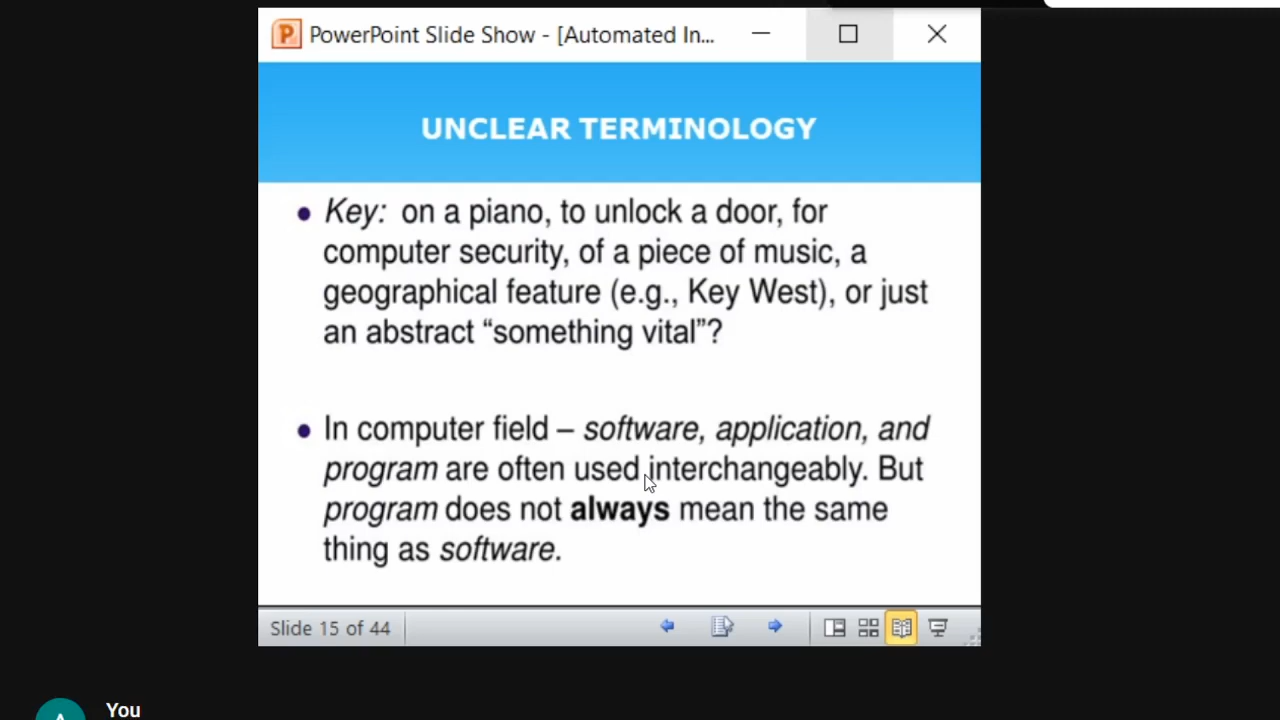 PowerPoint Slide Show - [Automated In...
UNCLEAR TERMINOLOGY
• Key: on a piano, to unlock a door, for
computer security, of a piece of music, a
geographical feature (e.g., Key West), or just
an abstract “something vital”?
• In computer field – software, application, and
program are often used interchangeably. But
program does not always mean the same
thing as software.
Slide 15 of 44
You